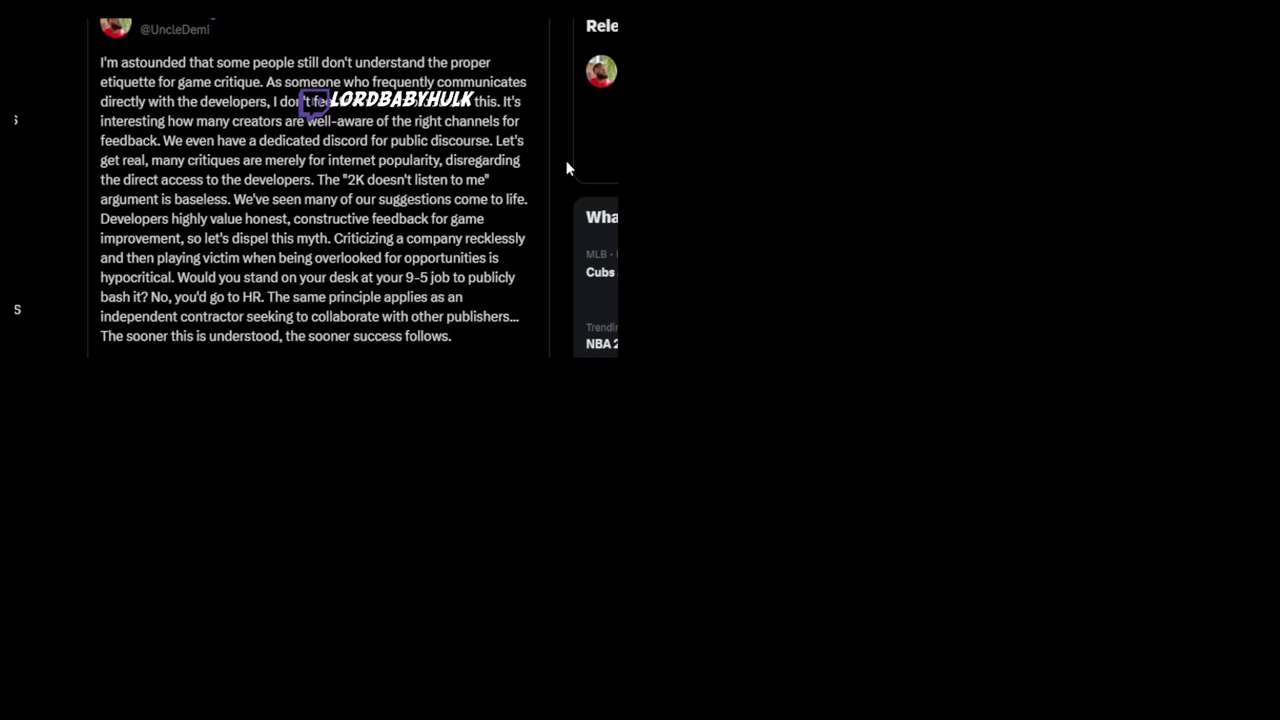 @UncleDemi
I'm astounded that some people still don't understand the proper
etiquette for game critique. As someone who frequently communicates
directly with the developers, I don't fee this. It's
LORDBABYHULK
interesting how many creators are well-aware of the right channels for
feedback. We even have a dedicated discord for public discourse. Let's
get real, many critiques are merely for internet popularity, disregarding
the direct access to the developers. The "2K doesn't listen to me"
argument is baseless. We've seen many of our suggestions come to life.
Developers highly value honest, constructive feedback for game
improvement, so let's dispel this myth. Criticizing a company recklessly
and then playing victim when being overlooked for opportunities is
hypocritical. Would you stand on your desk at your 9-5 job to publicly
bash it? No, you'd go to HR. The same principle applies as an
independent contractor seeking to collaborate with other publishers...
The sooner this is understood, the sooner success follows.
s
s
Rele
Wha
MLB ·
Cubs
Trendin
NBA 2